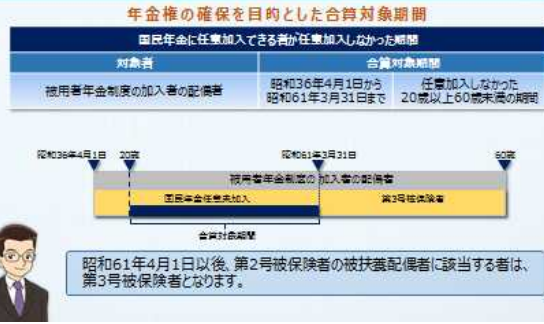 年金権の確保を目的とした合算対象期間
国民年金に任意加入できる者が任意加入しなかった期間
対象者
合算対象期間
被用者年金制度の加入者の配偶者
昭和36年4月1日から
昭和61年3月31日まで
任意加入しなかった
20歳以上60歳未満の期間
昭和36年4月1日
20歳
昭和61年3月31日
60歳
被用者年金制度の加入者の配偶者
国民年金任意未加入
第3号被保険者
合算対象期間
昭和61年4月1日以後、第2号被保険者の被扶養配偶者に該当する者は、
第3号被保険者となります。